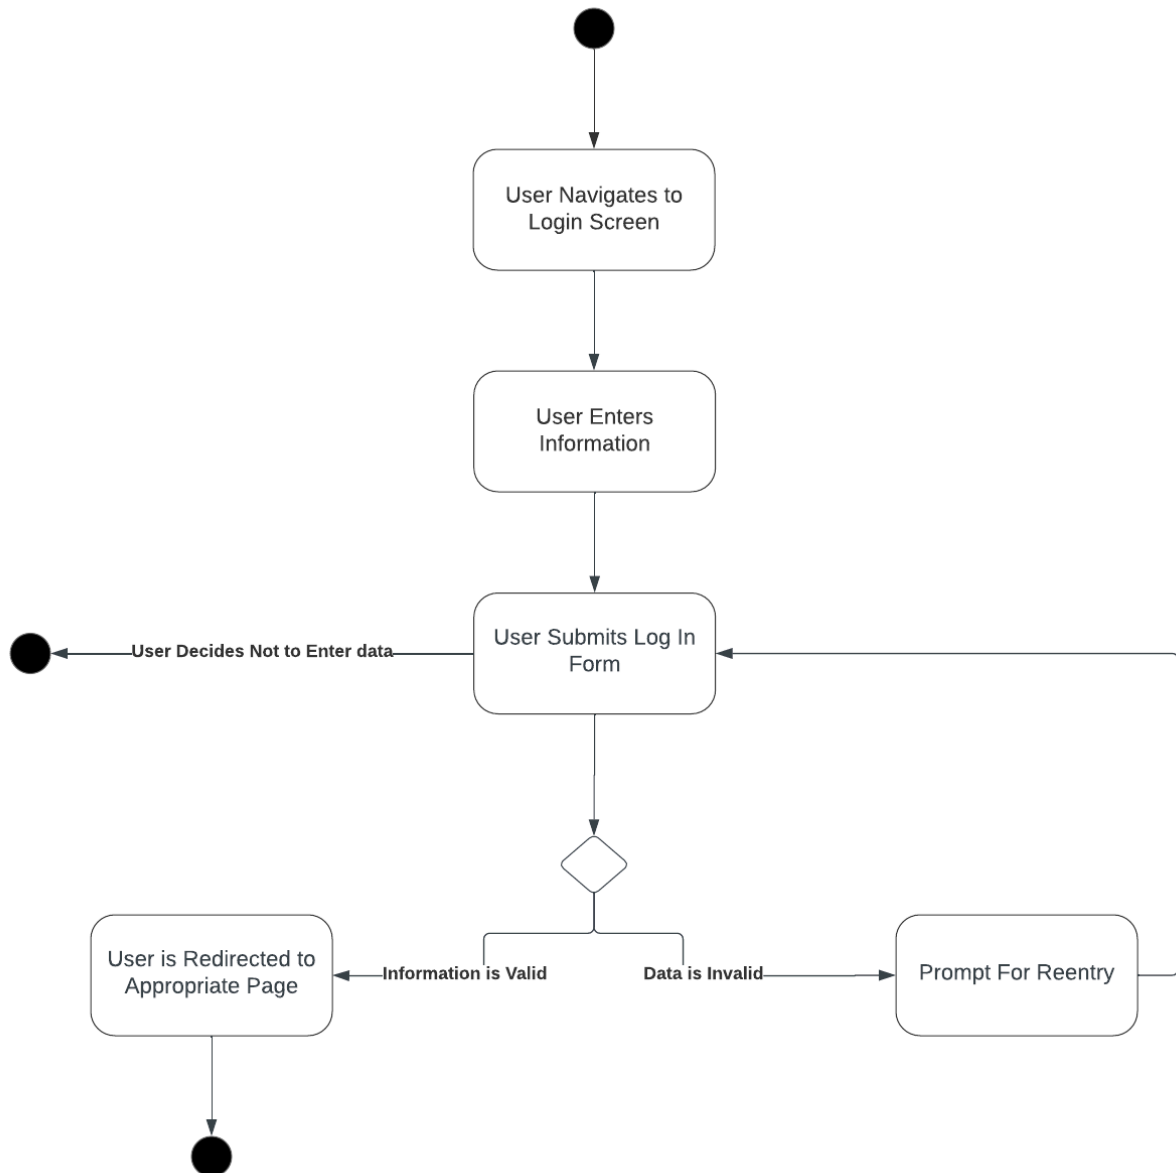 User Navigates to
Login Screen
User Enters
Information
User Submits Log In
Form
User Decides Not to Enter data
User is Redirected to
Appropriate Page
Information is Valid
Data is Invalid
Prompt For Reentry